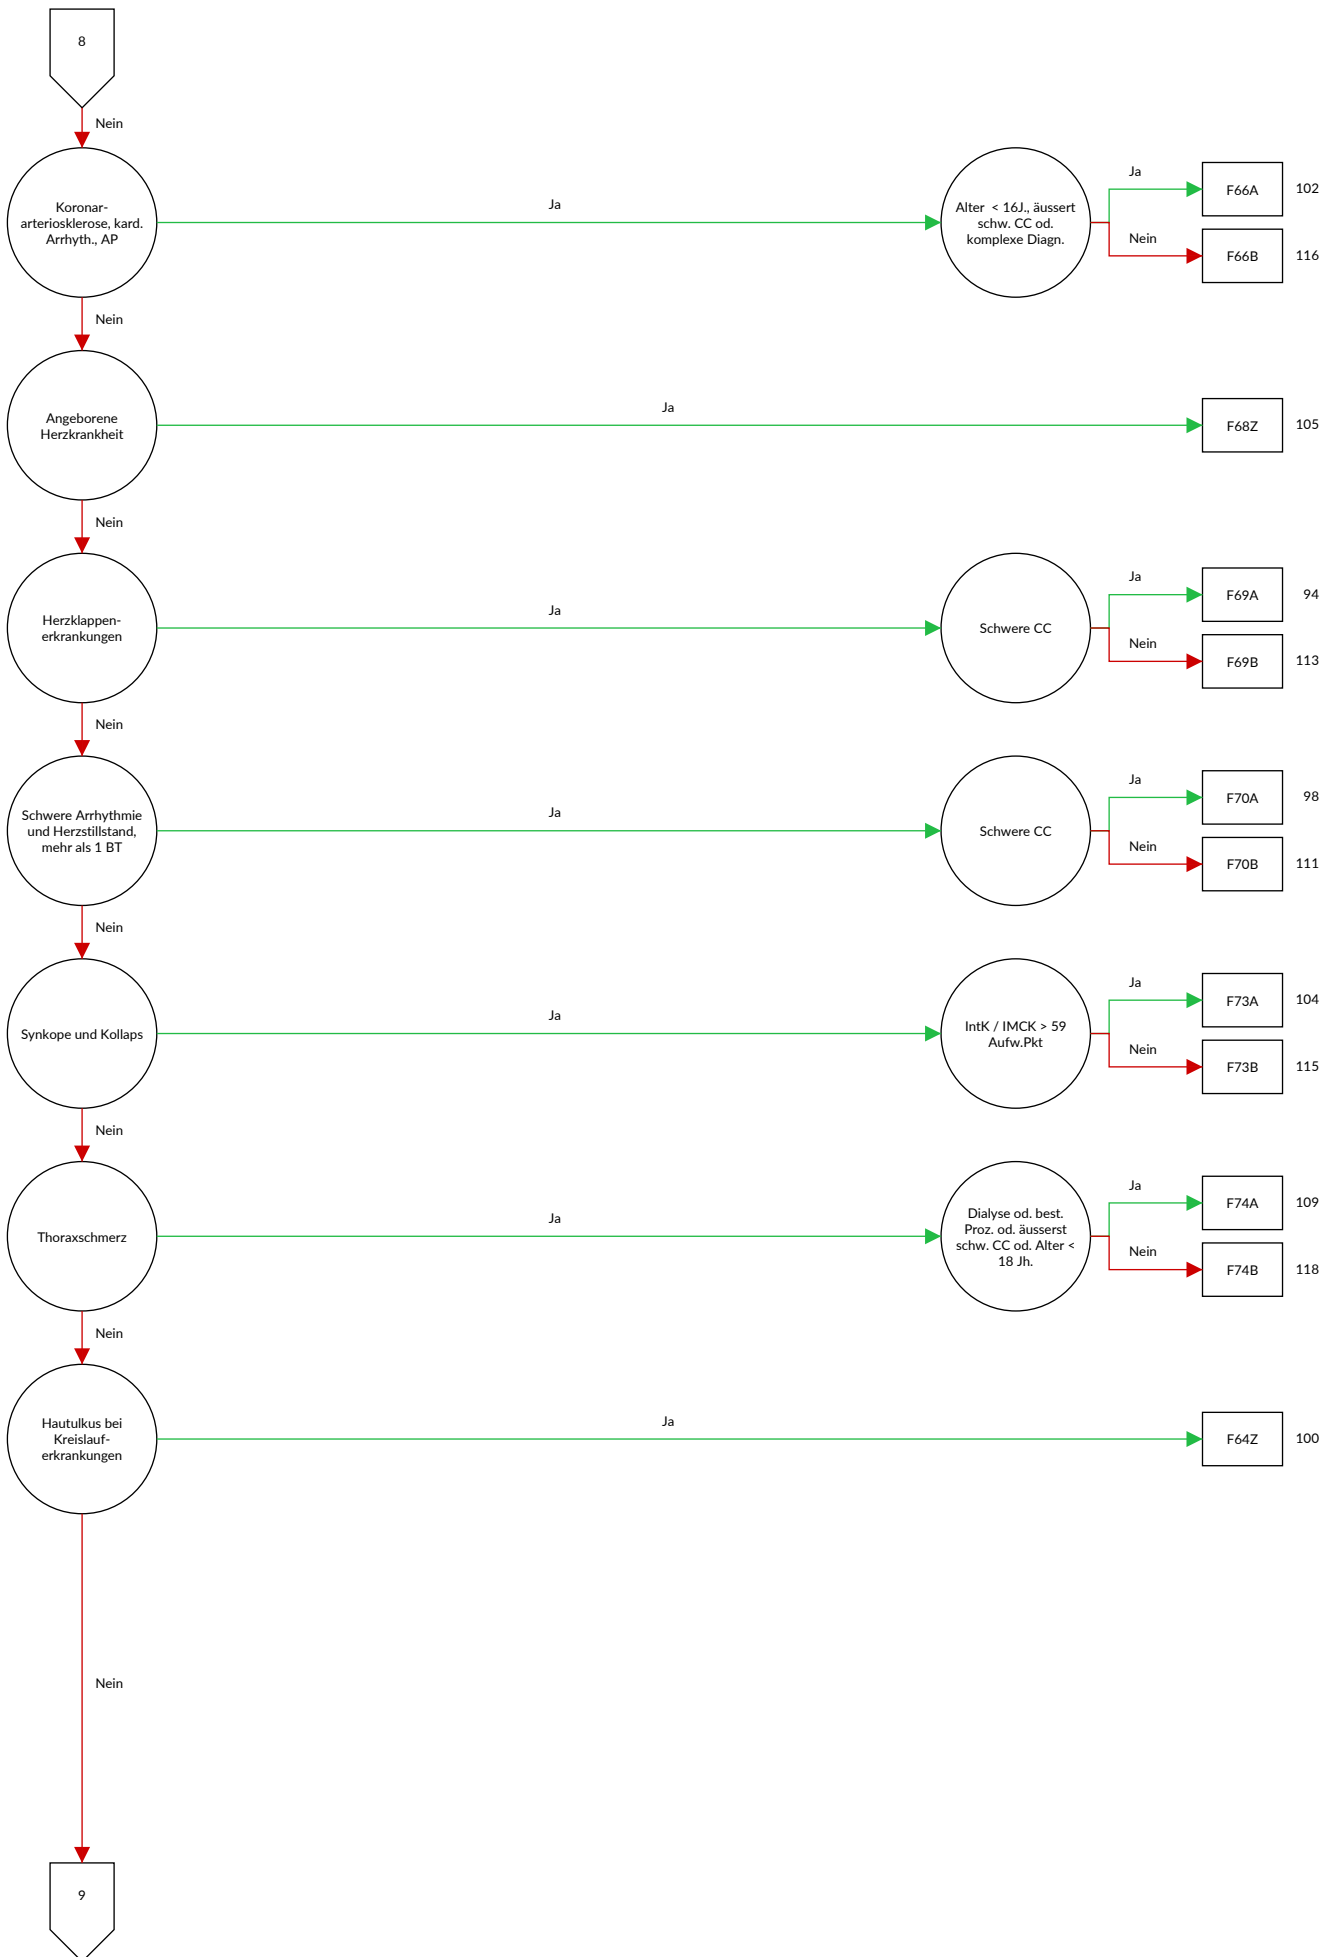 8
Nein
Koronar-
arteriosklerose, kard.
Arrhyth., AP
Ja
Alter < 16J., äussert
schw. CC od.
komplexe Diagn.
Ja
F66A
102
Nein
F66B
116
Nein
Angeborene
Herzkrankheit
Ja
F68Z
105
Nein
Herzklappen-
erkrankungen
Ja
Schwere CC
Ja
F69A
94
Nein
F69B
113
Nein
Schwere Arrhythmie
und Herzstillstand,
mehr als 1 BT
Ja
Schwere CC
Ja
F70A
98
Nein
F70B
111
Nein
Synkope und Kollaps
Ja
IntK / IMCK > 59
Aufw.Pkt
Ja
F73A
104
Nein
F73B
115
Nein
Thoraxschmerz
Ja
Dialyse od. best.
Proz. od. äusserst
schw. CC od. Alter <
18 Jh.
Ja
F74A
109
Nein
F74B
118
Nein
Hautulkus bei
Kreislauf-
erkrankungen
Ja
F64Z
100
Nein
9